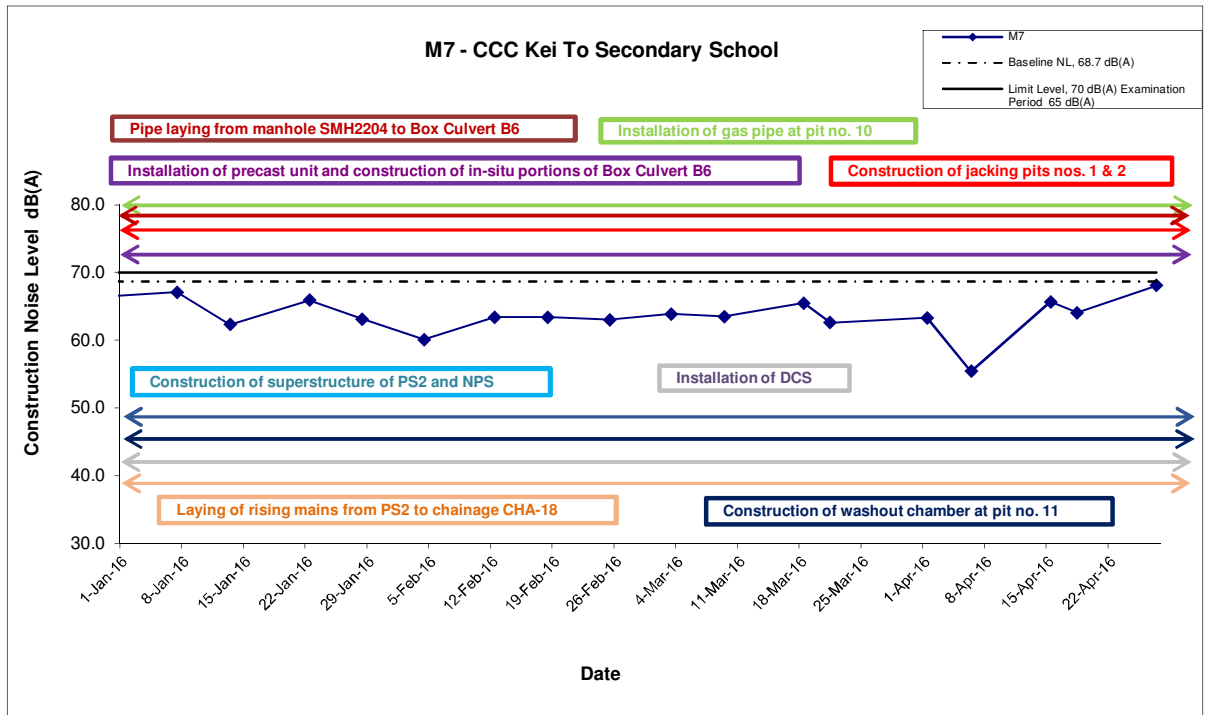 M7 - CCC Kei To Secondary School
M7
Baseline NL, 68.7 dB(A)
Limit Level, 70 dB(A) Examination
Period 65 dB(A)
Pipe laying from manhole SMH2204 to Box Culvert B6
Installation of gas pipe at pit no. 10
Installation of precast unit and construction of in-situ portions of Box Culvert B6
Construction of jacking pits nos. 1 & 2
Construction Noise Level dB(A)
80.0
70.0
60.0
50.0
40.0
30.0
Construction of superstructure of PS2 and NPS
Installation of DCS
Laying of rising mains from PS2 to chainage CHA-18
Construction of washout chamber at pit no. 11
1-Jan-16
8-Jan-16
15-Jan-16
22-Jan-16
29-Jan-16
5-Feb-16
12-Feb-16
19-Feb-16
26-Feb-16
4-Mar-16
11-Mar-16
18-Mar-16
25-Mar-16
1-Apr-16
8-Apr-16
15-Apr-16
22-Apr-16
Date